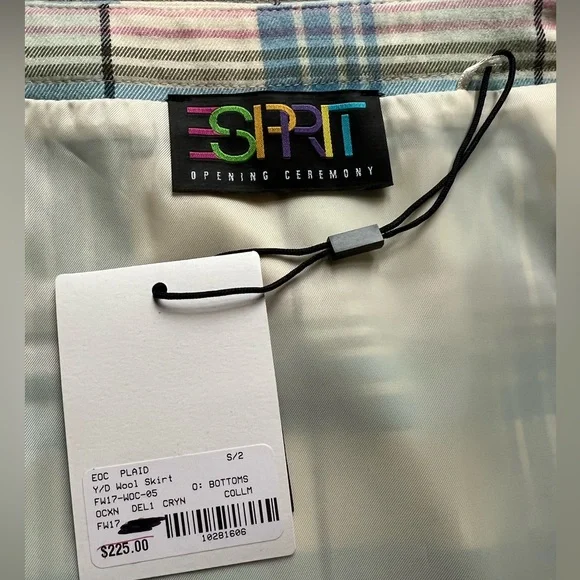 ESPRIT
OPENING CEREMONY
S/2
EOC PLAID
Y/D Wool Skirt
FW17-WOC-05 O: BOTTOMS
OCXN DEL1 CRYN COLLM
FW17
10281606
$225.00